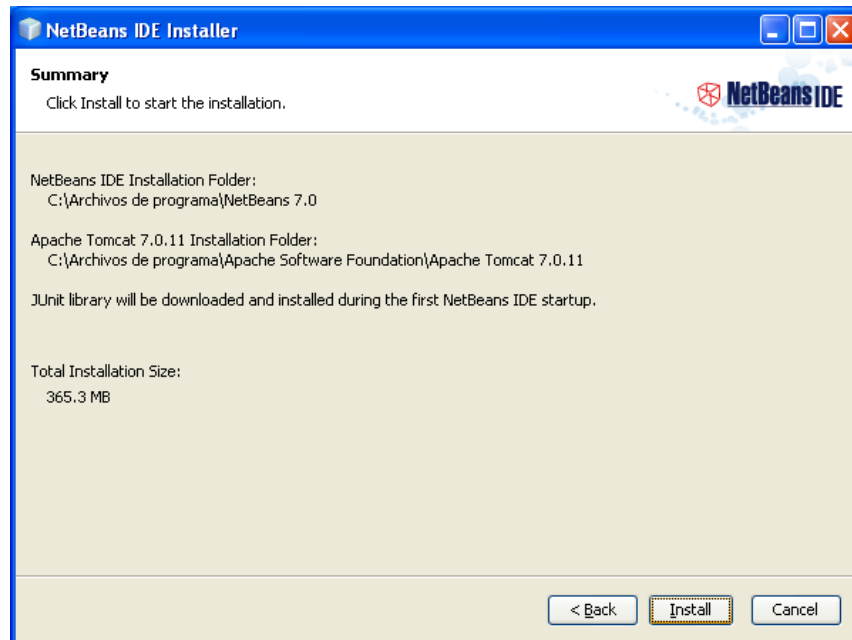 NetBeans IDE Installer
Summary
Click Install to start the installation.
NetBeans IDE
NetBeans IDE Installation Folder:
C:\Archivos de programa\NetBeans 7.0
Apache Tomcat 7.0.11 Installation Folder:
C:\Archivos de programa\Apache Software Foundation\Apache Tomcat 7.0.11
JUnit library will be downloaded and installed during the first NetBeans IDE startup.
Total Installation Size:
365.3 MB
< Back Install Cancel